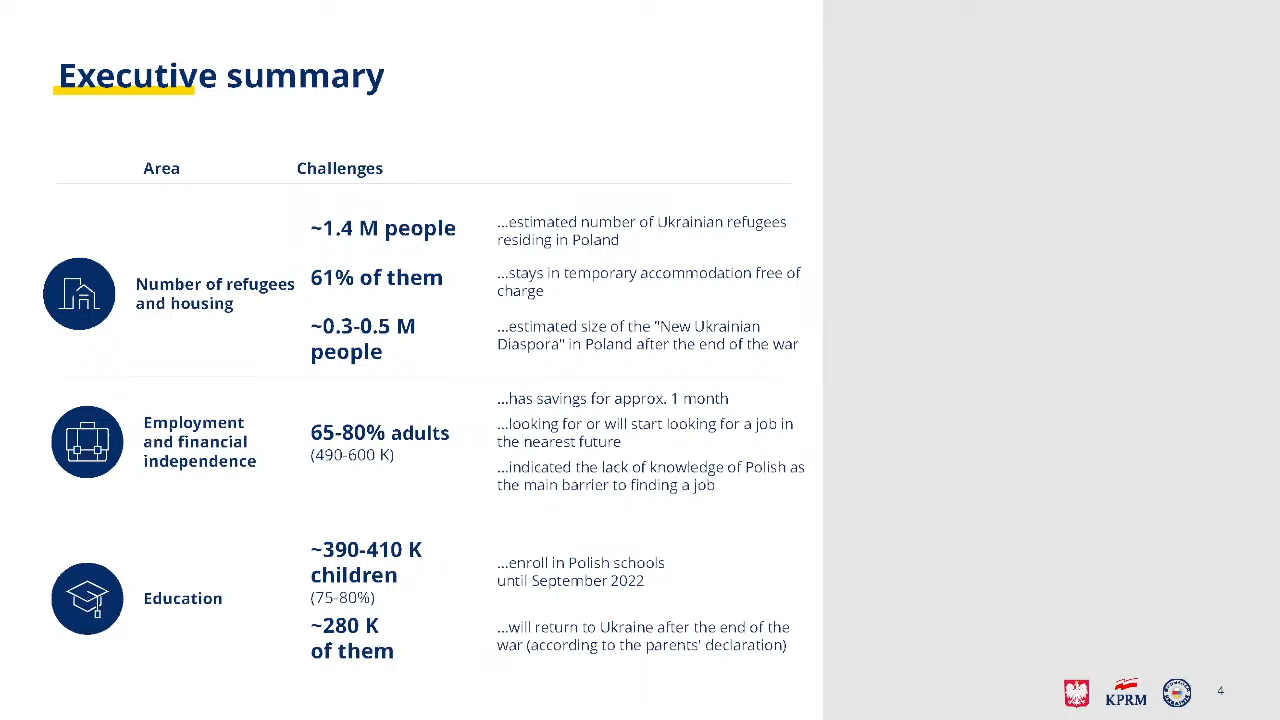 Executive summary
Area
Challenges
Number of refugees
and housing
~1.4 M people
...estimated number of Ukrainian refugees
residing in Poland
61% of them
...stays in temporary accommodation free of
charge
~0.3-0.5 M
people
...estimated size of the "New Ukrainian
Diaspora" in Poland after the end of the war
Employment
and financial
independence
65-80% adults
(490-600 K)
...has savings for approx. 1 month
...looking for or will start looking for a job in
the nearest future
...indicated the lack of knowledge of Polish as
the main barrier to finding a job
Education
~390-410 K
children
(75-80%)
...enroll in Polish schools
until September 2022
~280 K
of them
...will return to Ukraine after the end of the
war (according to the parents' declaration)
KPRM
4